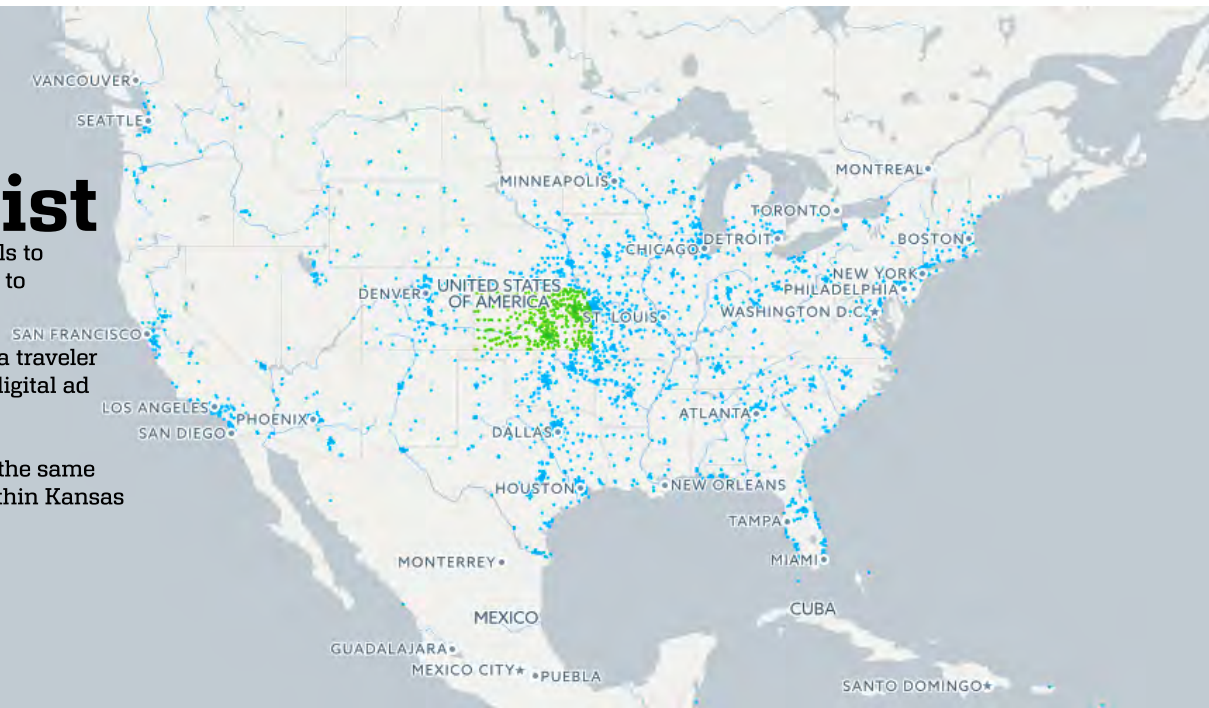 VANCOUVER
SEATTLE
MINNEAPOLIS
MONTREAL
ist
TORONTO
ls to
CHICAGO
DETROIT
BOSTON
to
NEW YORK
DENVER
UNITED STATES
OF AMERICA
PHILADELPHIA
ST. LOUIS
WASHINGTON D.C.
SAN FRANCISCO
a traveler
digital ad
LOS ANGELES
PHOENIX
ATLANTA
SAN DIEGO
DALLAS
the same
thin Kansas
HOUSTON
NEW ORLEANS
TAMPA
MONTERREY
MIAMI
MEXICO
CUBA
GUADALAJARA
MEXICO CITY
PUEBLA
SANTO DOMINGO